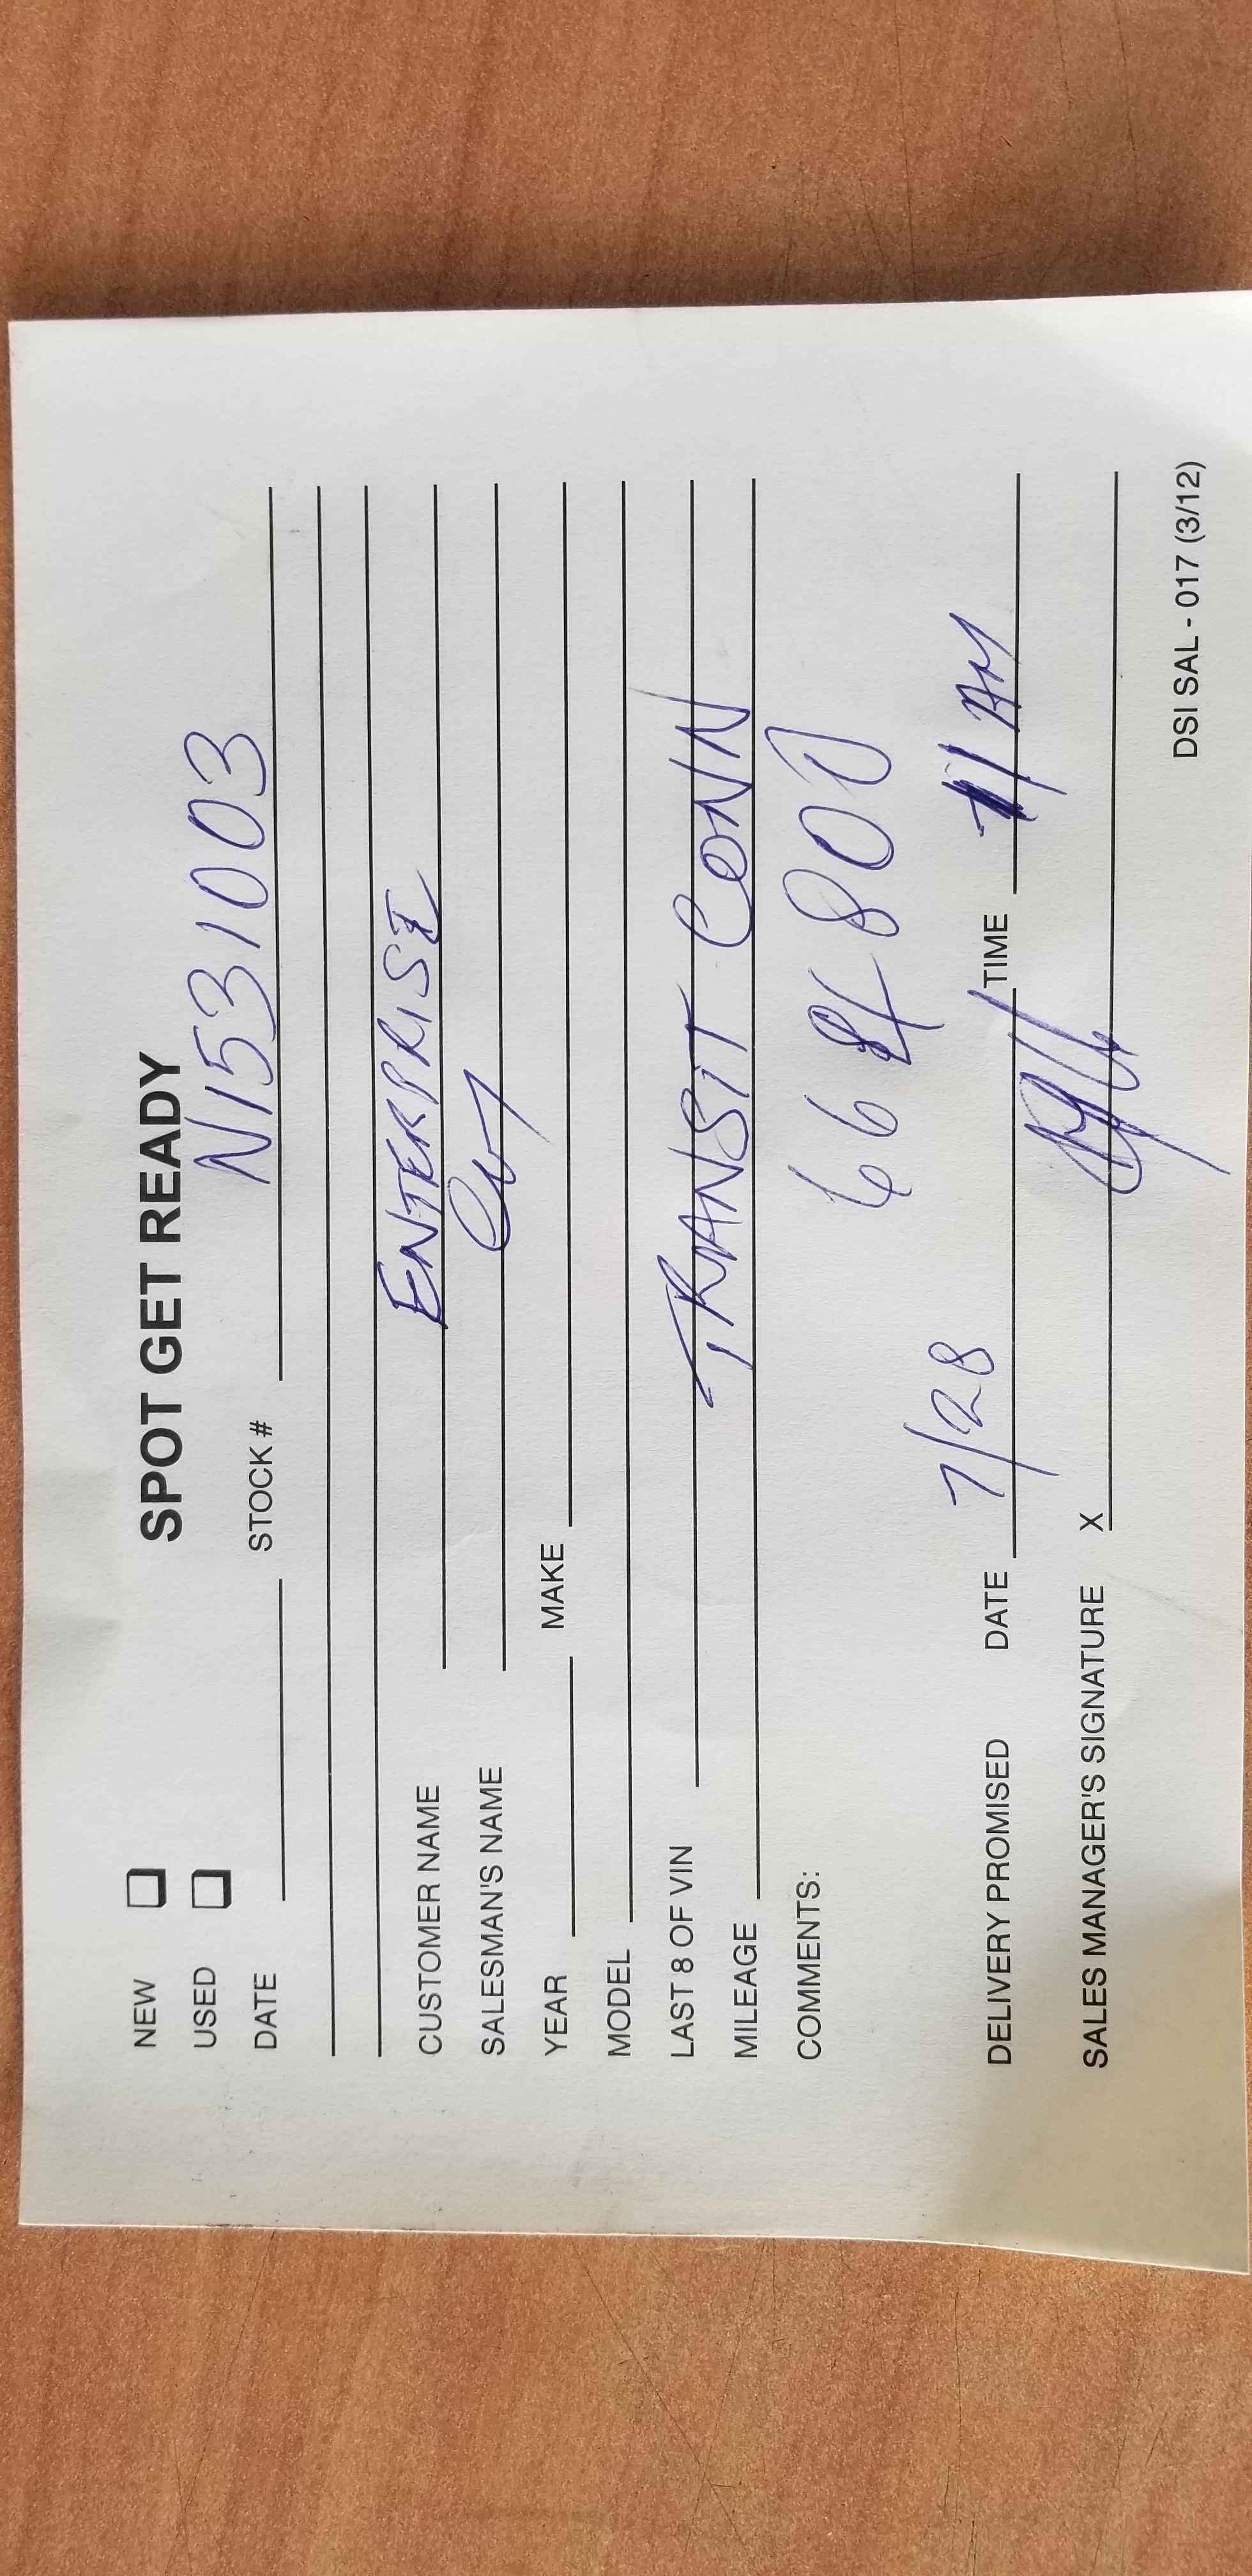 SPOT GET READY
NEW
USED
DATE STOCK # N1531003
CUSTOMER NAME ENTERPRISE
SALESMAN'S NAME
YEAR MAKE
MODEL
LAST 8 OF VIN
MILEAGE TRANSIT CONN
COMMENTS:
DELIVERY PROMISED DATE 7/28 TIME 11 AM
SALES MANAGER'S SIGNATURE X
DSI SAL - 017 (3/12)